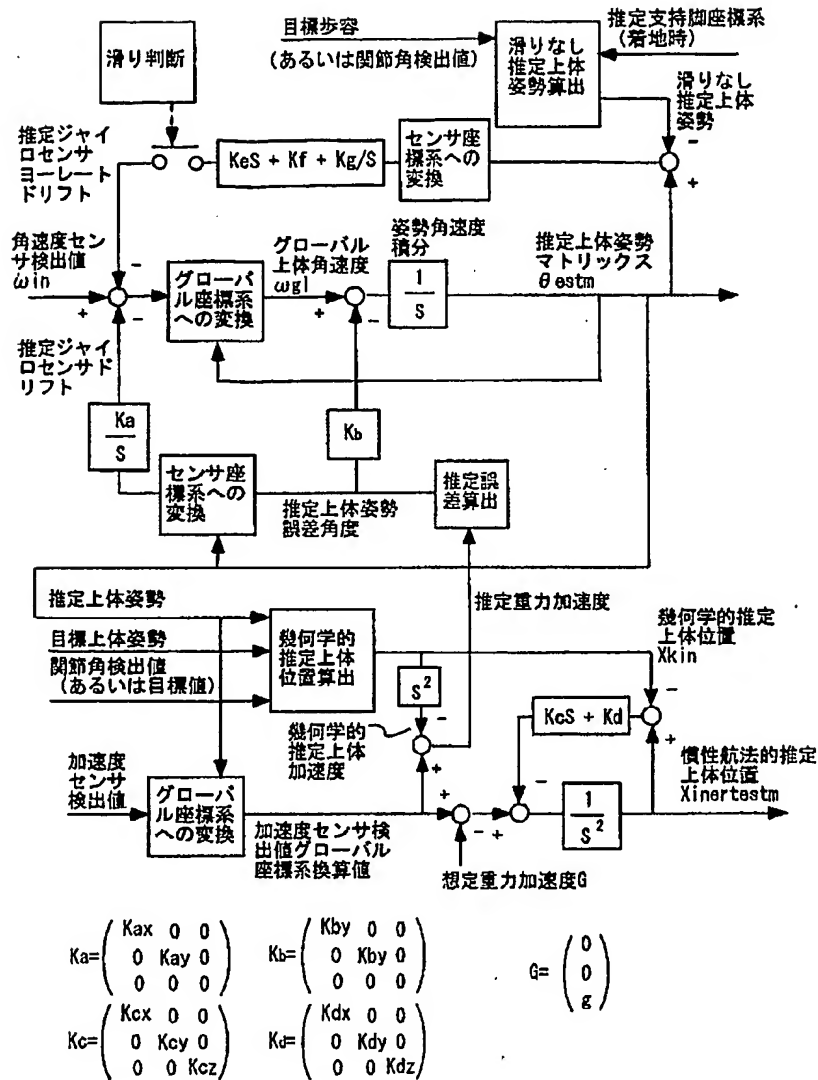 目標歩容
(あるいは関節角検出値)
滑り判断
滑りなし
推定上体
姿勢算出
推定支持脚座標系
(着地時)
滑りなし
推定上体
姿勢
-
+
推定ジャイ
ロセンサ
ヨーレート
ドリフト
KeS + Kf + Kg/S
センサ座
標系への
変換
角速度セン
サ検出値
ωin
+
-
-
グローバ
ル座標系
への変換
グローバル
上体角速度
ωgl
+
-
姿勢角速度
積分
1
S
推定上体姿勢
マトリックス
θestm
推定ジャイ
ロセンサド
リフト
Ka
S
センサ座
標系への
変換
Kb
推定上体姿勢
誤差角度
推定誤
差算出
推定上体姿勢
推定重力加速度
目標上体姿勢
関節角検出値
(あるいは目標値)
幾何学的
推定上体
位置算出
S²
幾何学的推定
上体位置
Xkin
幾何学的
推定上体
加速度
-
+
KcS + Kd
-
+
加速度
センサ
検出値
グローバ
ル座標系
への変換
加速度センサ検
出値グローバル
座標系換算値
+
-
+
-
1
S²
慣性航法的推定
上体位置
Xinertestm
想定重力加速度G
Ka=
Kax 0 0
0 Kay 0
0 0 0
Kb=
Kby 0 0
0 Kby 0
0 0 0
G=
0
0
g
Kc=
Kcx 0 0
0 Kcy 0
0 0 Kcz
Kd=
Kdx 0 0
0 Kdy 0
0 0 Kdz